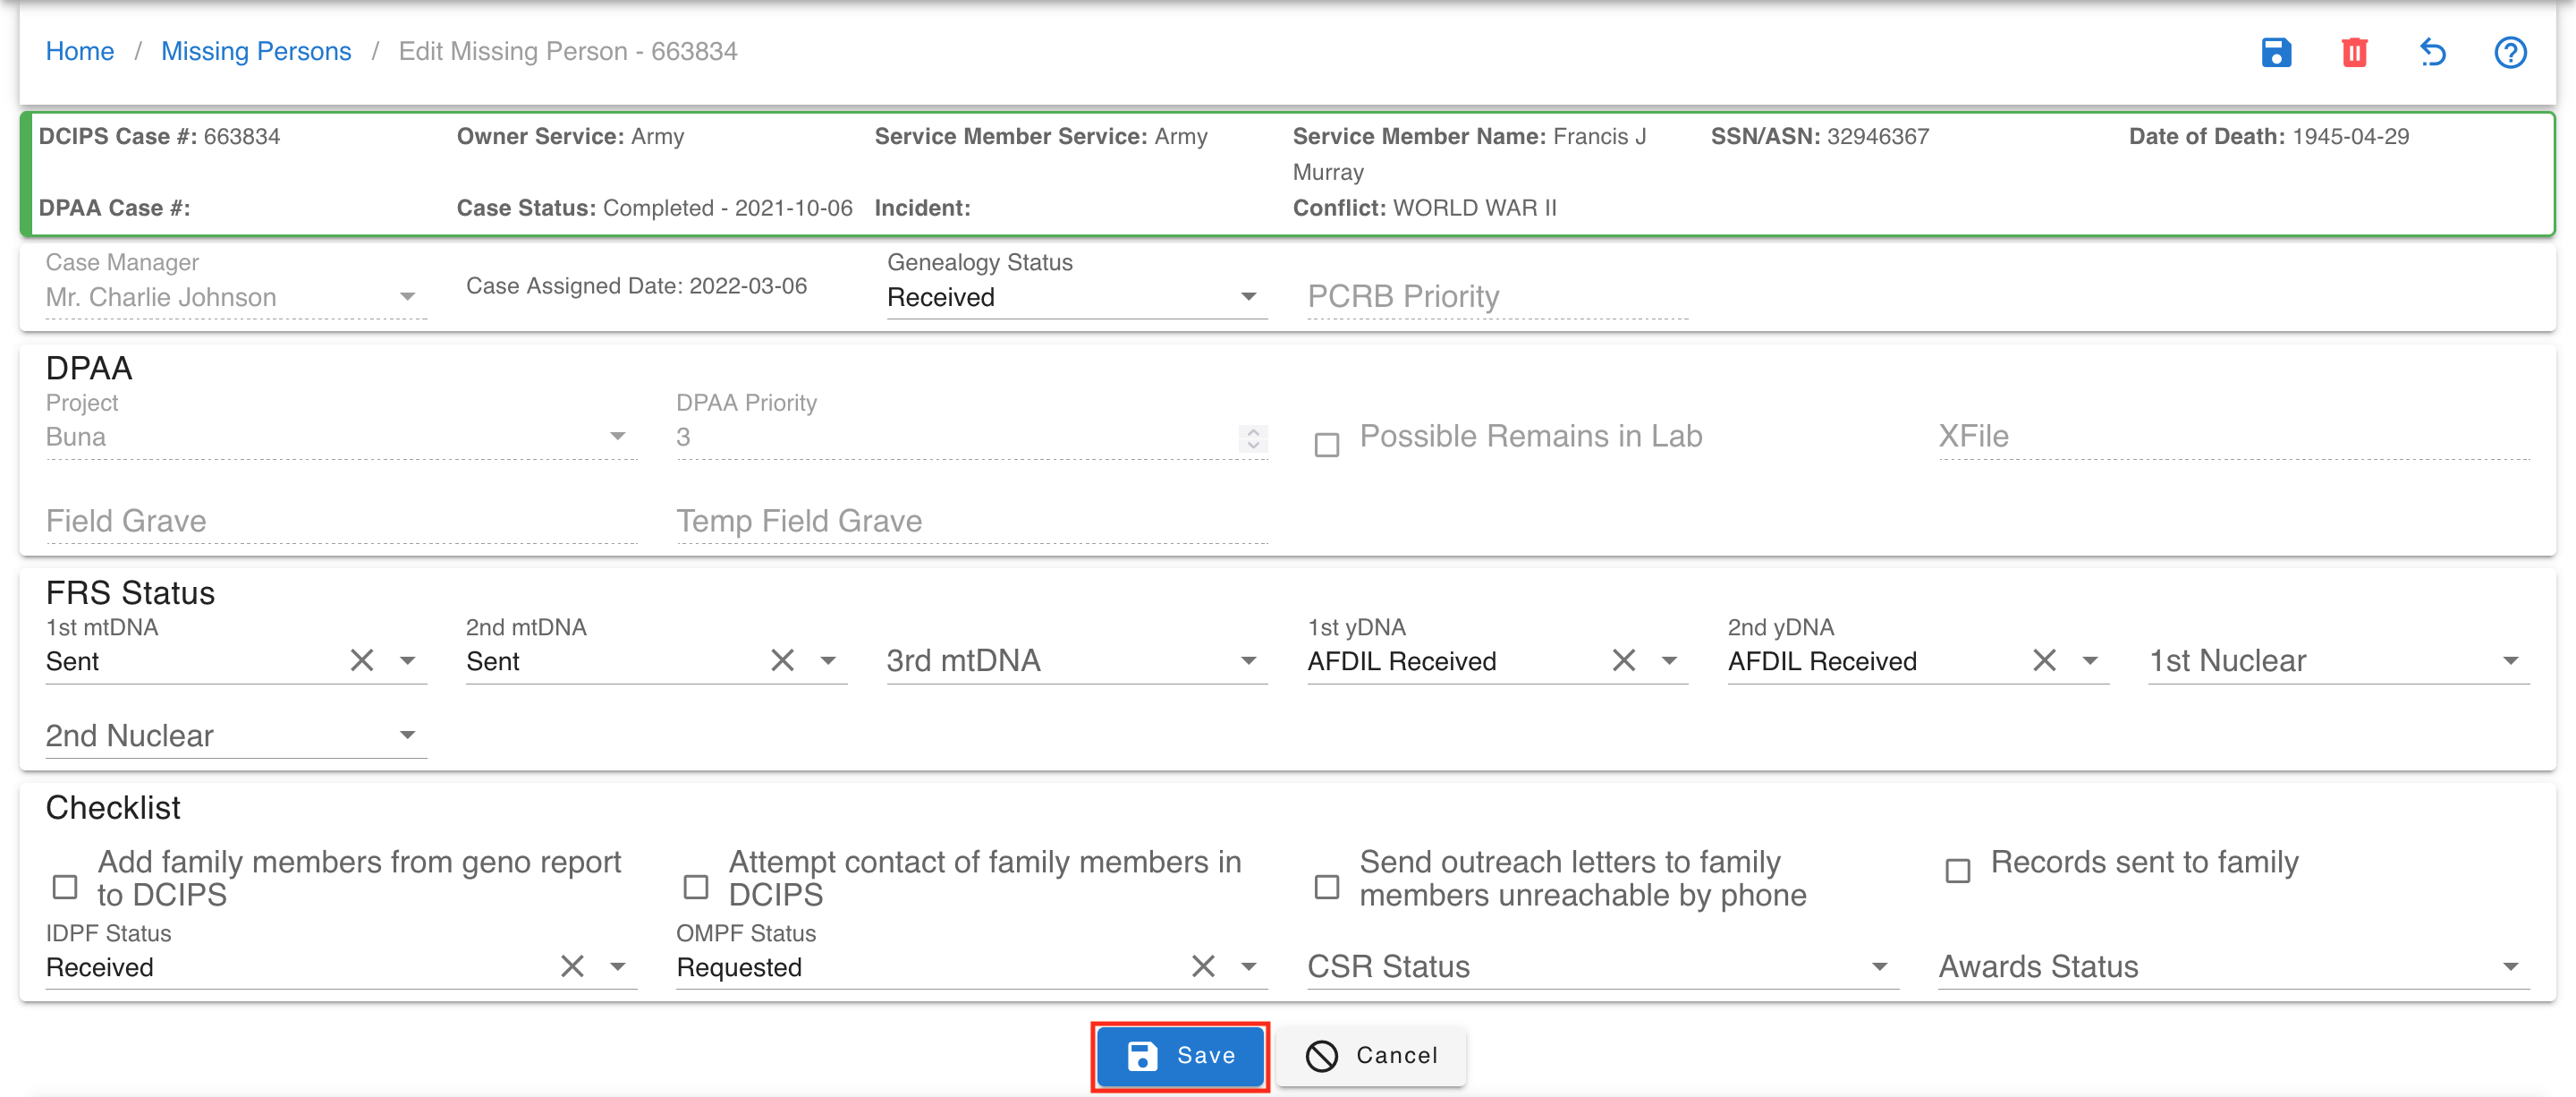 Home / Missing Persons / Edit Missing Person - 663834
DCIPS Case #: 663834 Owner Service: Army Service Member Service: Army Service Member Name: Francis J Murray SSN/ASN: 32946367 Date of Death: 1945-04-29
DPAA Case #: Case Status: Completed - 2021-10-06 Incident: Conflict: WORLD WAR II
Case Manager
Mr. Charlie Johnson
Case Assigned Date: 2022-03-06
Genealogy Status
Received
PCRB Priority
DPAA
Project
Buna
DPAA Priority
3
Possible Remains in Lab
XFile
Field Grave
Temp Field Grave
FRS Status
1st mtDNA
Sent
2nd mtDNA
Sent
3rd mtDNA
1st yDNA
AFDIL Received
2nd yDNA
AFDIL Received
1st Nuclear
2nd Nuclear
Checklist
Add family members from geno report
to DCIPS
Attempt contact of family members in
DCIPS
Send outreach letters to family
members unreachable by phone
Records sent to family
IDPF Status
Received
OMPF Status
Requested
CSR Status
Awards Status
Save
Cancel